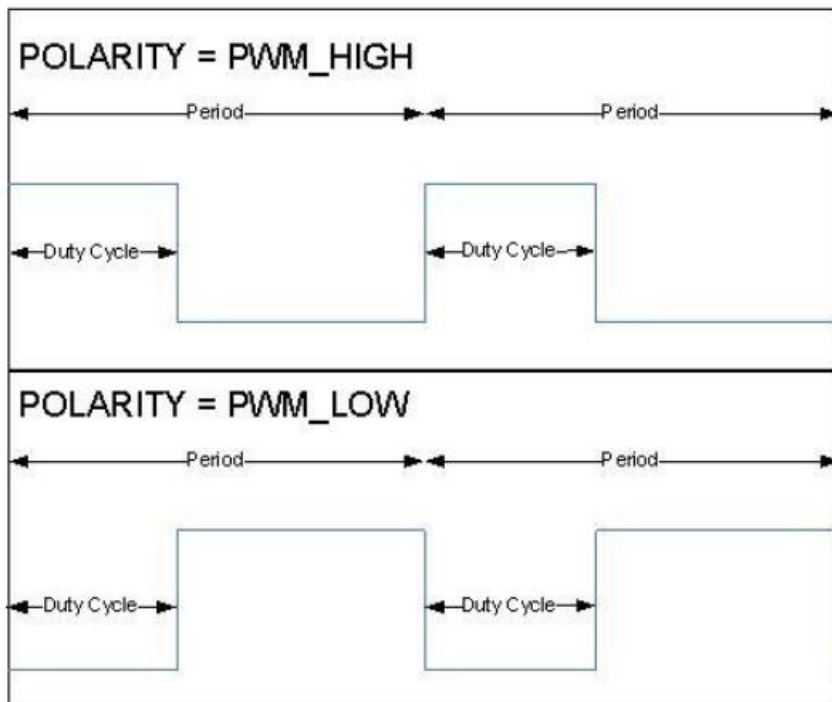 POLARITY = PWM_HIGH
Period Period
Duty Cycle Duty Cycle
POLARITY = PWM_LOW
Period Period
Duty Cycle Duty Cycle